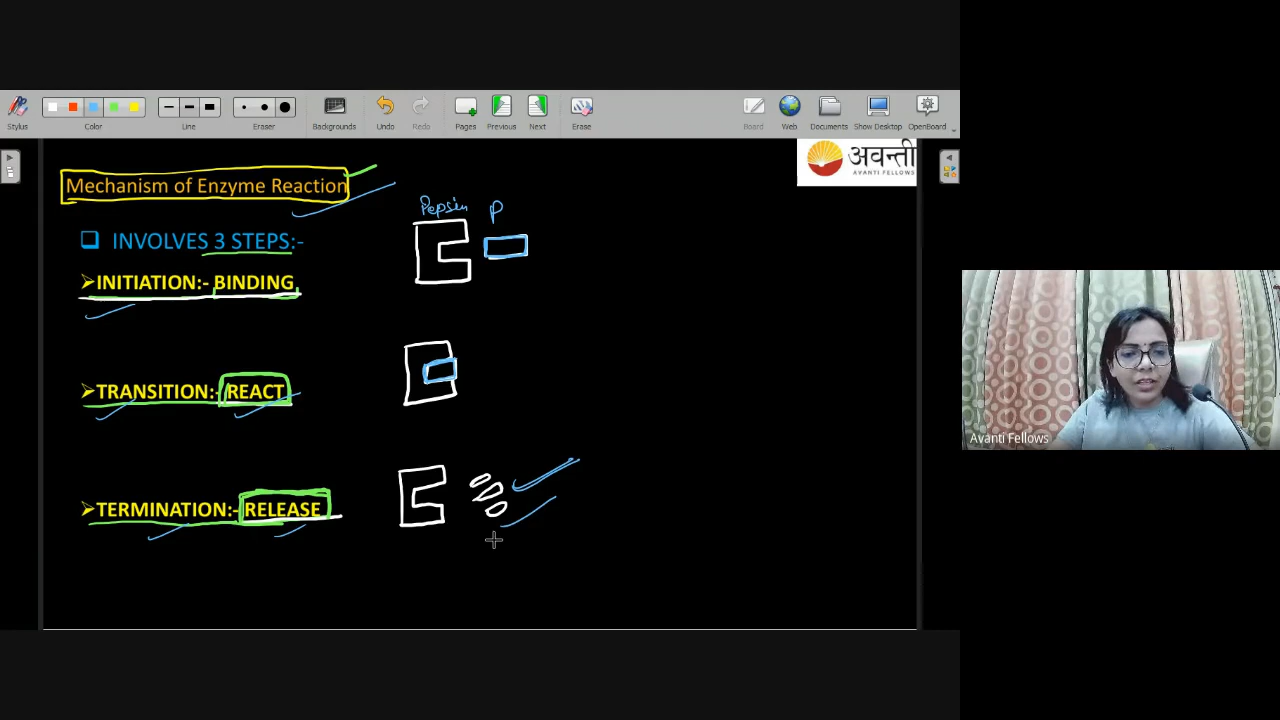 Stylus
Color
Line
Eraser
Backgrounds
Undo
Redo
Pages
Previous
Next
Erase
Board
Web
Documents
Show Desktop
OpenBoard
अवन्ती
AVANTI FELLOWS
Mechanism of Enzyme Reaction
Pepsin P
INVOLVES 3 STEPS:-
INITIATION:- BINDING
TRANSITION:- REACT
Avanti Fellows
TERMINATION:- RELEASE